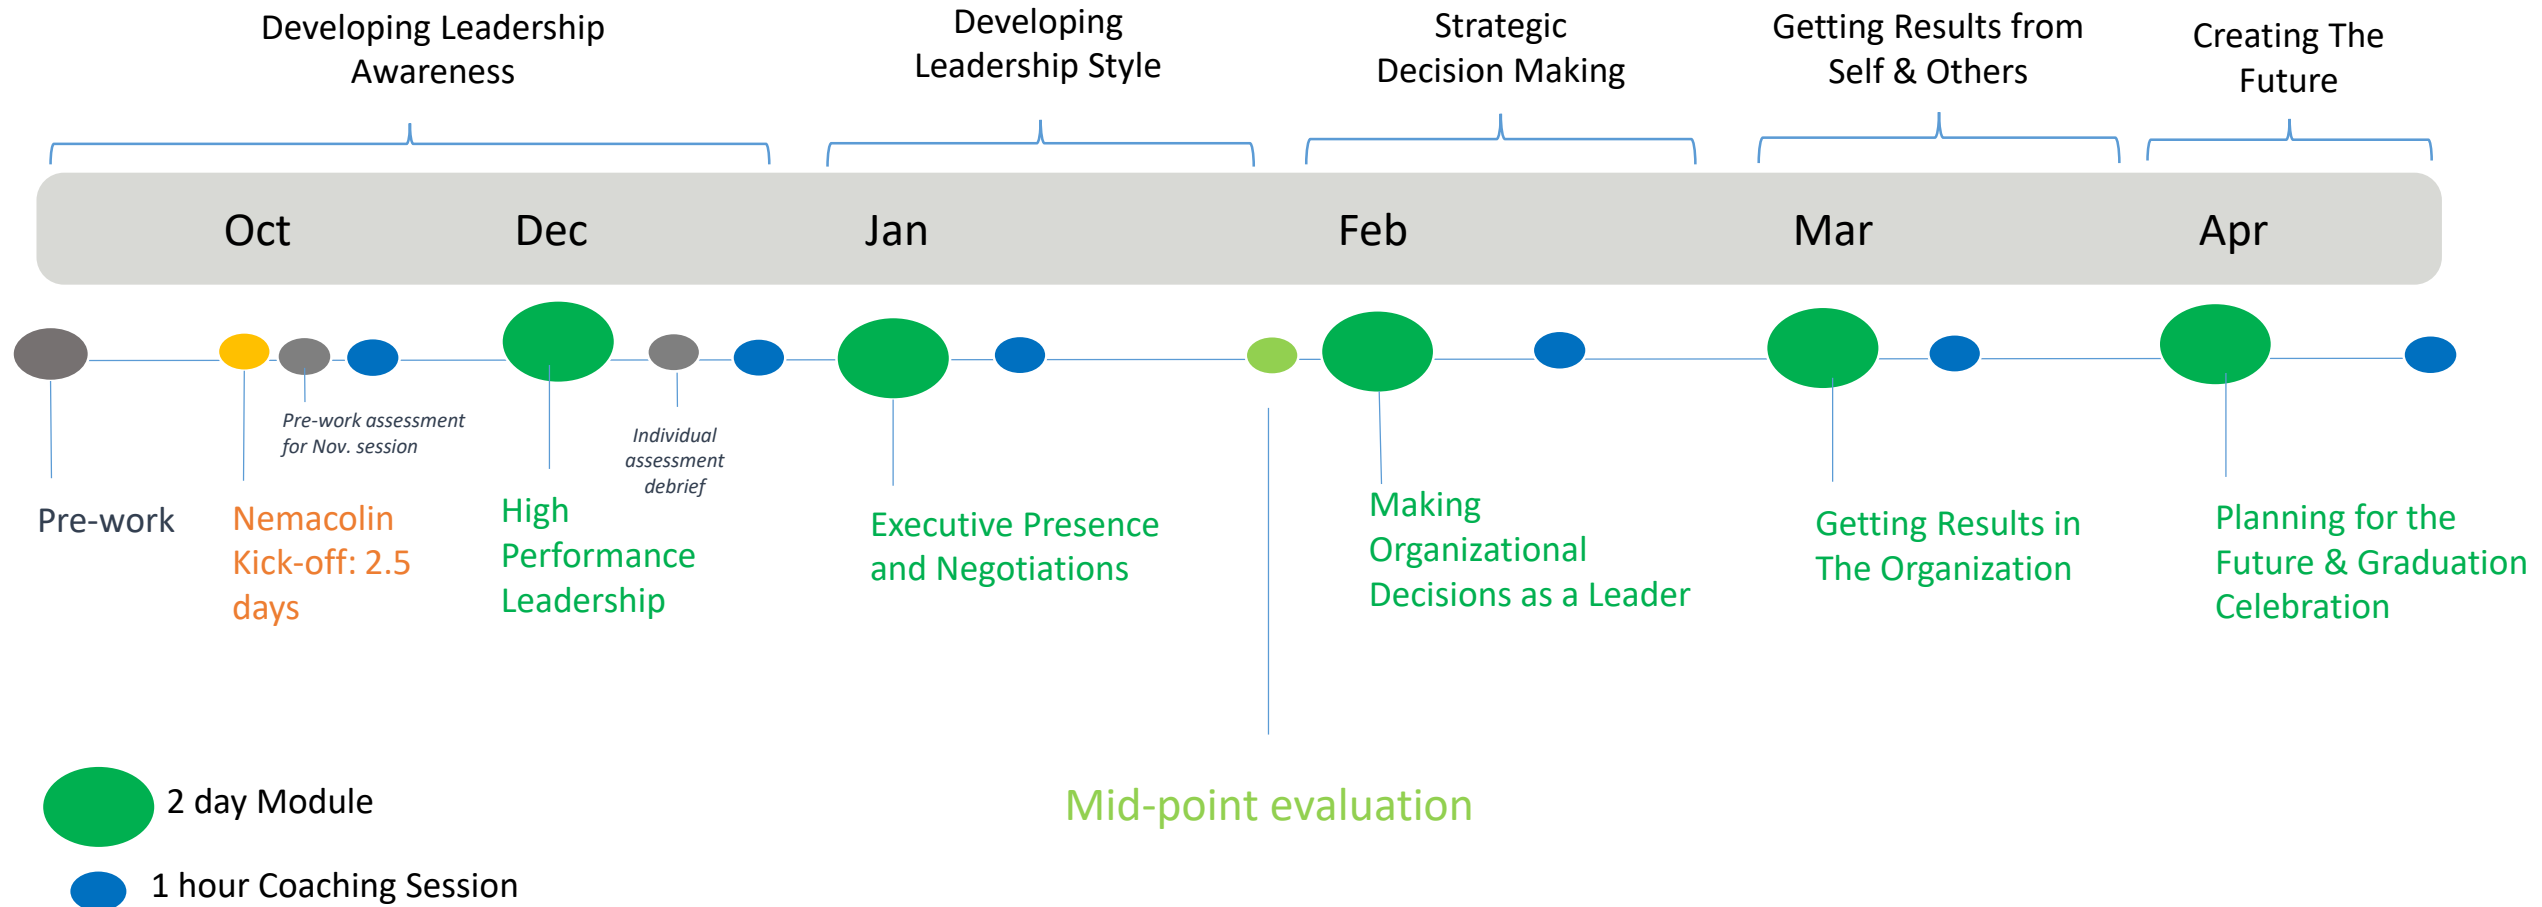 Developing Leadership
Awareness
Developing
Leadership Style
Strategic
Decision Making
Getting Results from
Self & Others
Creating The
Future
Oct
Dec
Jan
Feb
Mar
Apr
Pre-work assessment
for Nov. session
Individual
assessment
debrief
Pre-work
Nemacolin
Kick-off: 2.5
days
High
Performance
Leadership
Executive Presence
and Negotiations
Making
Organizational
Decisions as a Leader
Getting Results in
The Organization
Planning for the
Future & Graduation
Celebration
Mid-point evaluation
2 day Module
1 hour Coaching Session